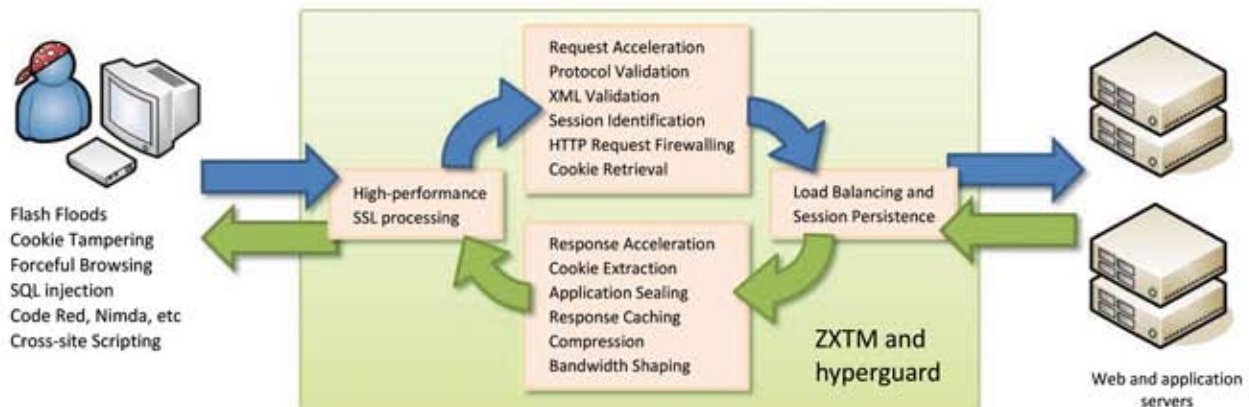 Flash Floods
Cookie Tampering
Forceful Browsing
SQL injection
Code Red, Nimda, etc
Cross-site Scripting
High-performance
SSL processing
Request Acceleration
Protocol Validation
XML Validation
Session Identification
HTTP Request Firewalling
Cookie Retrieval
Load Balancing and
Session Persistence
Response Acceleration
Cookie Extraction
Application Sealing
Response Caching
Compression
Bandwidth Shaping
ZXTM and
hyperguard
Web and application
servers